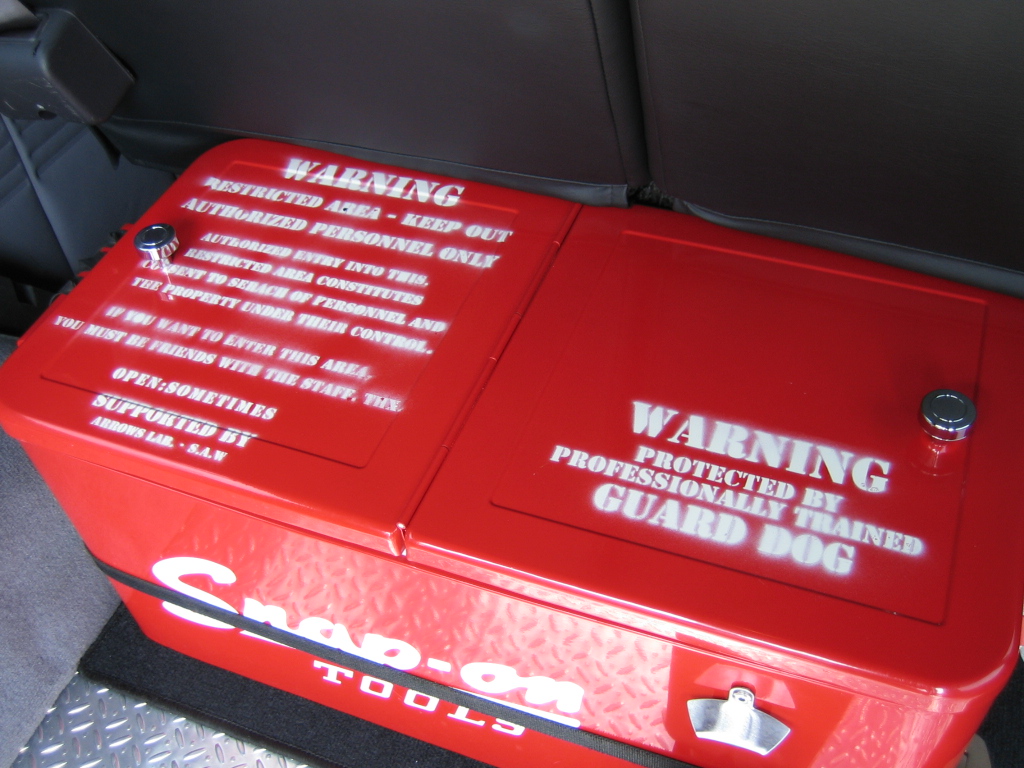 WARNING
RESTRICTED AREA - KEEP OUT
AUTHORIZED PERSONNEL ONLY
AUTHORIZED ENTRY INTO THIS
RESTRICTED AREA CONSTITUTES
CONSENT TO SERACH OF PERSONNEL AND
THE PROPERTY UNDER THEIR CONTROL.
IF YOU WANT TO ENTER THIS AREA,
YOU MUST BE FRIENDS WITH THE STAFF, THX.
OPEN:SOMETIMES
SUPPORTED BY
ARROWS LAB. - S.A.W
WARNING
PROTECTED BY
PROFESSIONALLY TRAINED
GUARD DOG
Snap-on
TOOLS